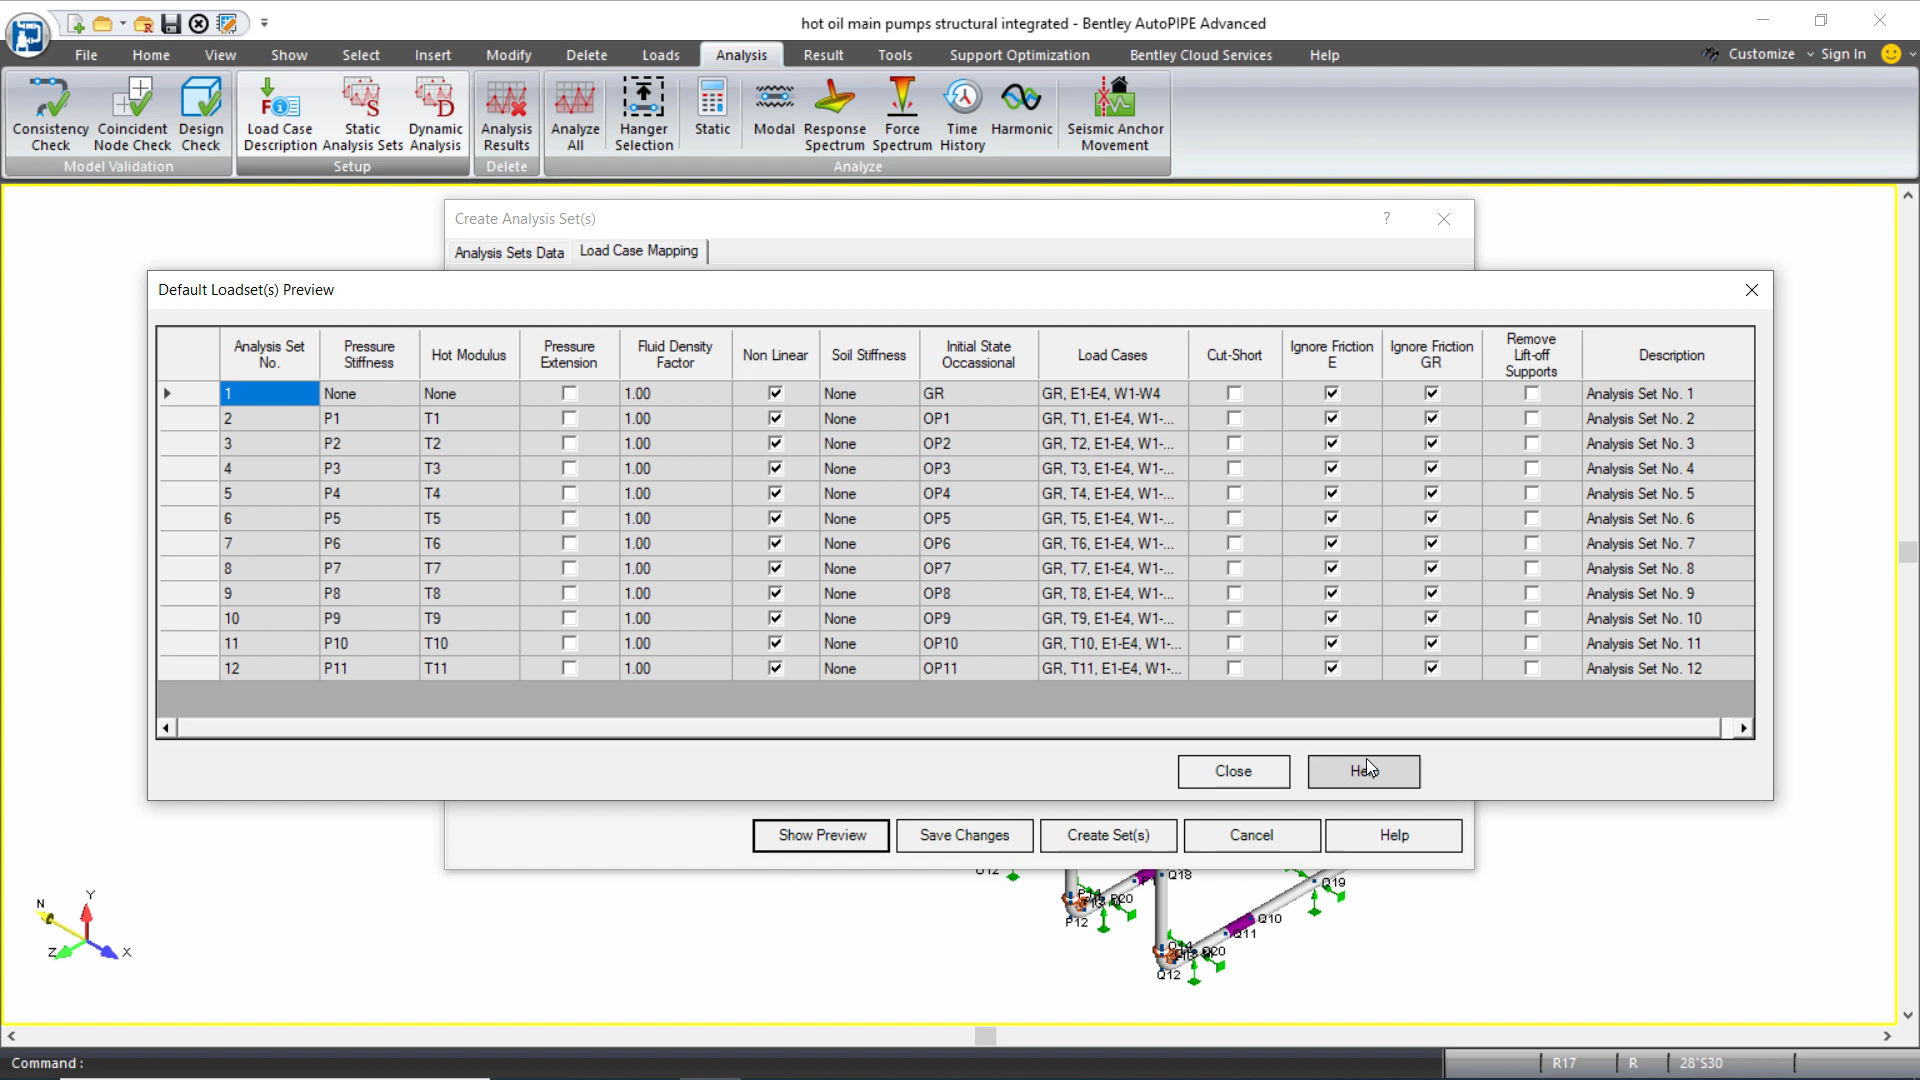 hot oil main pumps structural integrated - Bentley AutoPIPE Advanced
File Home View Show Select Insert Modify Delete Loads Analysis Result Tools Support Optimization Bentley Cloud Services Help Customize Sign In
Consistency Check
Coincident Node Check
Design Check
Load Case Description
Static Analysis Sets
Dynamic Analysis
Analysis Results
Analyze All
Hanger Selection
Static
Modal
Response Spectrum
Force Spectrum
Time History
Harmonic
Seismic Anchor Movement
Model Validation Setup Delete Analyze
Create Analysis Set(s) ?
Analysis Sets Data Load Case Mapping
Default Loadset(s) Preview
Analysis Set No. Pressure Stiffness Hot Modulus Pressure Extension Fluid Density Factor Non Linear Soil Stiffness Initial State Occassional Load Cases Cut-Short Ignore Friction E Ignore Friction GR Remove Lift-off Supports Description
1 None None 1.00 None GR GR, E1-E4, W1-W4 Analysis Set No. 1
2 P1 T1 1.00 None OP1 GR, T1, E1-E4, W1-... Analysis Set No. 2
3 P2 T2 1.00 None OP2 GR, T2, E1-E4, W1-... Analysis Set No. 3
4 P3 T3 1.00 None OP3 GR, T3, E1-E4, W1-... Analysis Set No. 4
5 P4 T4 1.00 None OP4 GR, T4, E1-E4, W1-... Analysis Set No. 5
6 P5 T5 1.00 None OP5 GR, T5, E1-E4, W1-... Analysis Set No. 6
7 P6 T6 1.00 None OP6 GR, T6, E1-E4, W1-... Analysis Set No. 7
8 P7 T7 1.00 None OP7 GR, T7, E1-E4, W1-... Analysis Set No. 8
9 P8 T8 1.00 None OP8 GR, T8, E1-E4, W1-... Analysis Set No. 9
10 P9 T9 1.00 None OP9 GR, T9, E1-E4, W1-... Analysis Set No. 10
11 P10 T10 1.00 None OP10 GR, T10, E1-E4, W1-... Analysis Set No. 11
12 P11 T11 1.00 None OP11 GR, T11, E1-E4, W1-... Analysis Set No. 12
Close Help
Show Preview Save Changes Create Set(s) Cancel Help
Q18 Q19
P20
P12
Q10
Q11
Q20
Q12
N Y Z X
Command:
R17 R 28"S30